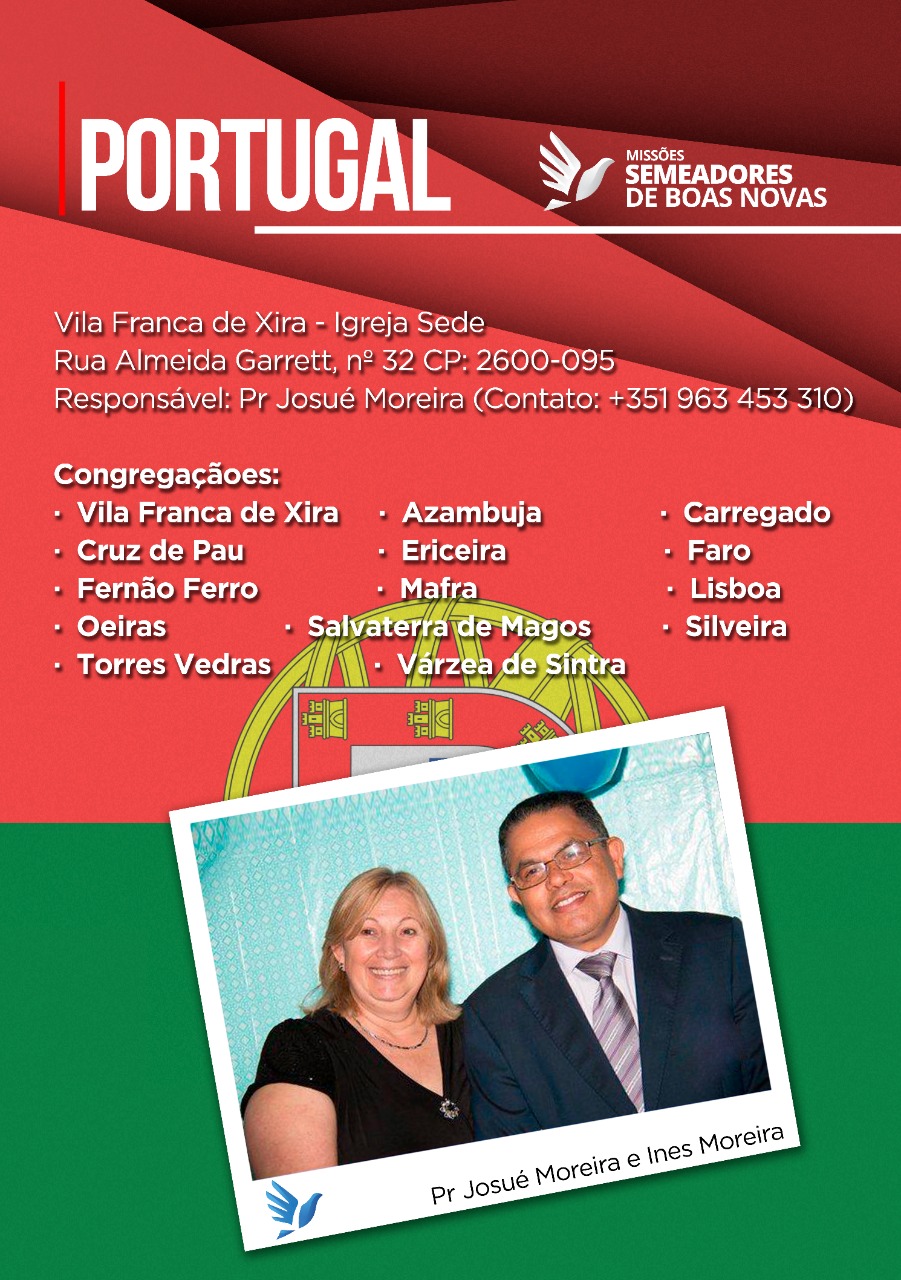 PORTUGAL
MISSÕES
SEMEADORES
DE BOAS NOVAS
Vila Franca de Xira - Igreja Sede
Rua Almeida Garrett, nº 32 CP: 2600-095
Responsável: Pr Josué Moreira (Contato: +351 963 453 310)
Congregaçãoes:
· Vila Franca de Xira · Azambuja · Carregado
· Cruz de Pau · Ericeira · Faro
· Fernão Ferro · Mafra · Lisboa
· Oeiras · Salvaterra de Magos · Silveira
· Torres Vedras · Várzea de Sintra
Pr Josué Moreira e Ines Moreira